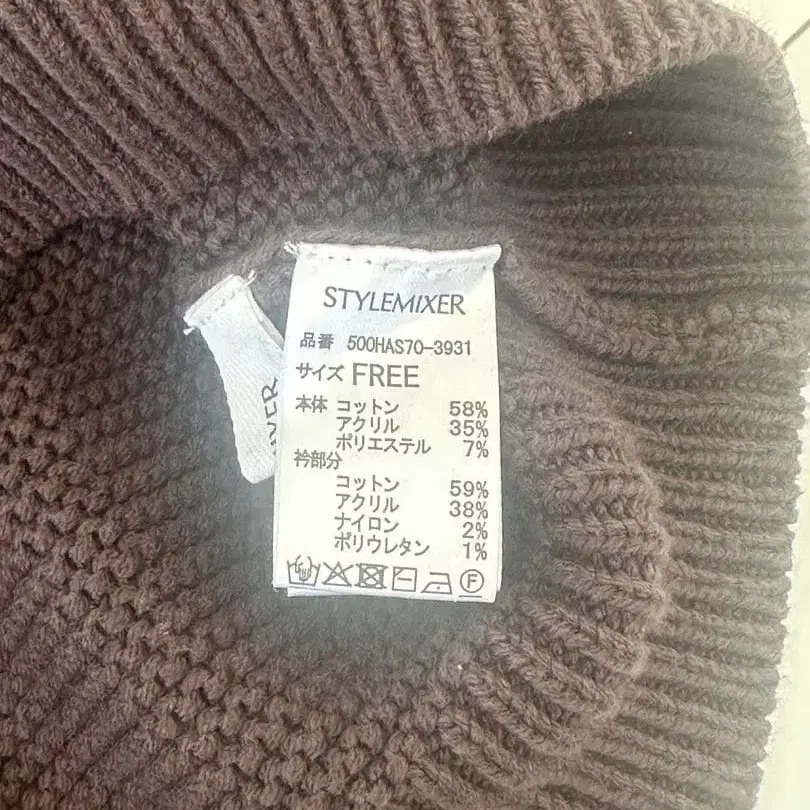 STYLEMIXER
品番 500HAS70-3931
サイズ FREE
本体 コットン 58%
アクリル 35%
ポリエステル 7%
衿部分
コットン 59%
アクリル 38%
ナイロン 2%
ポリウレタン 1%
F